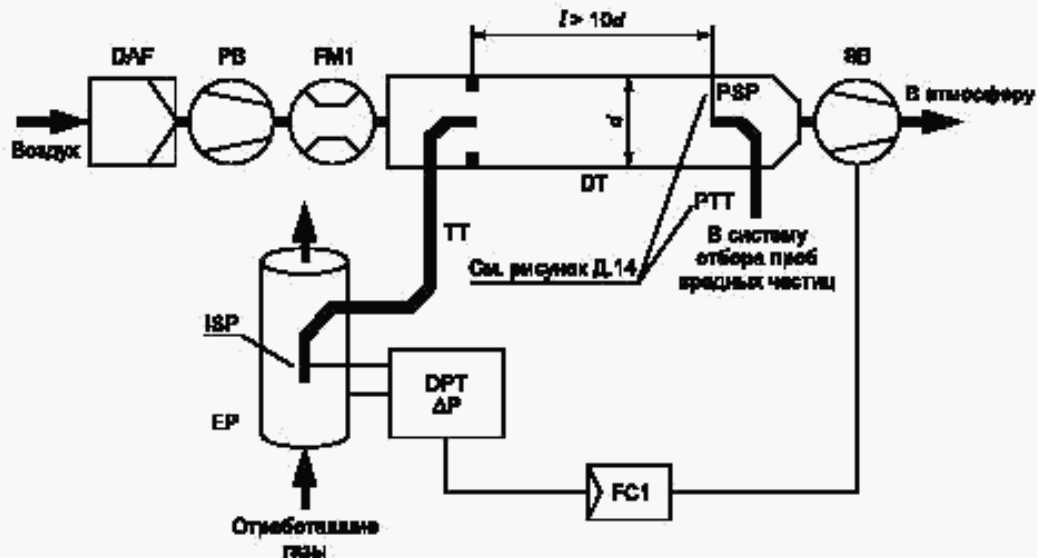 l > 10d
DAF
PB
FM1
SB
PSP
В атмосферу
Воздух
d
DT
PTT
TT
В систему
отбора проб
вредных частиц
См. рисунок Д.14
ISP
DPT
ΔP
EP
FC1
Отработавшие
газы